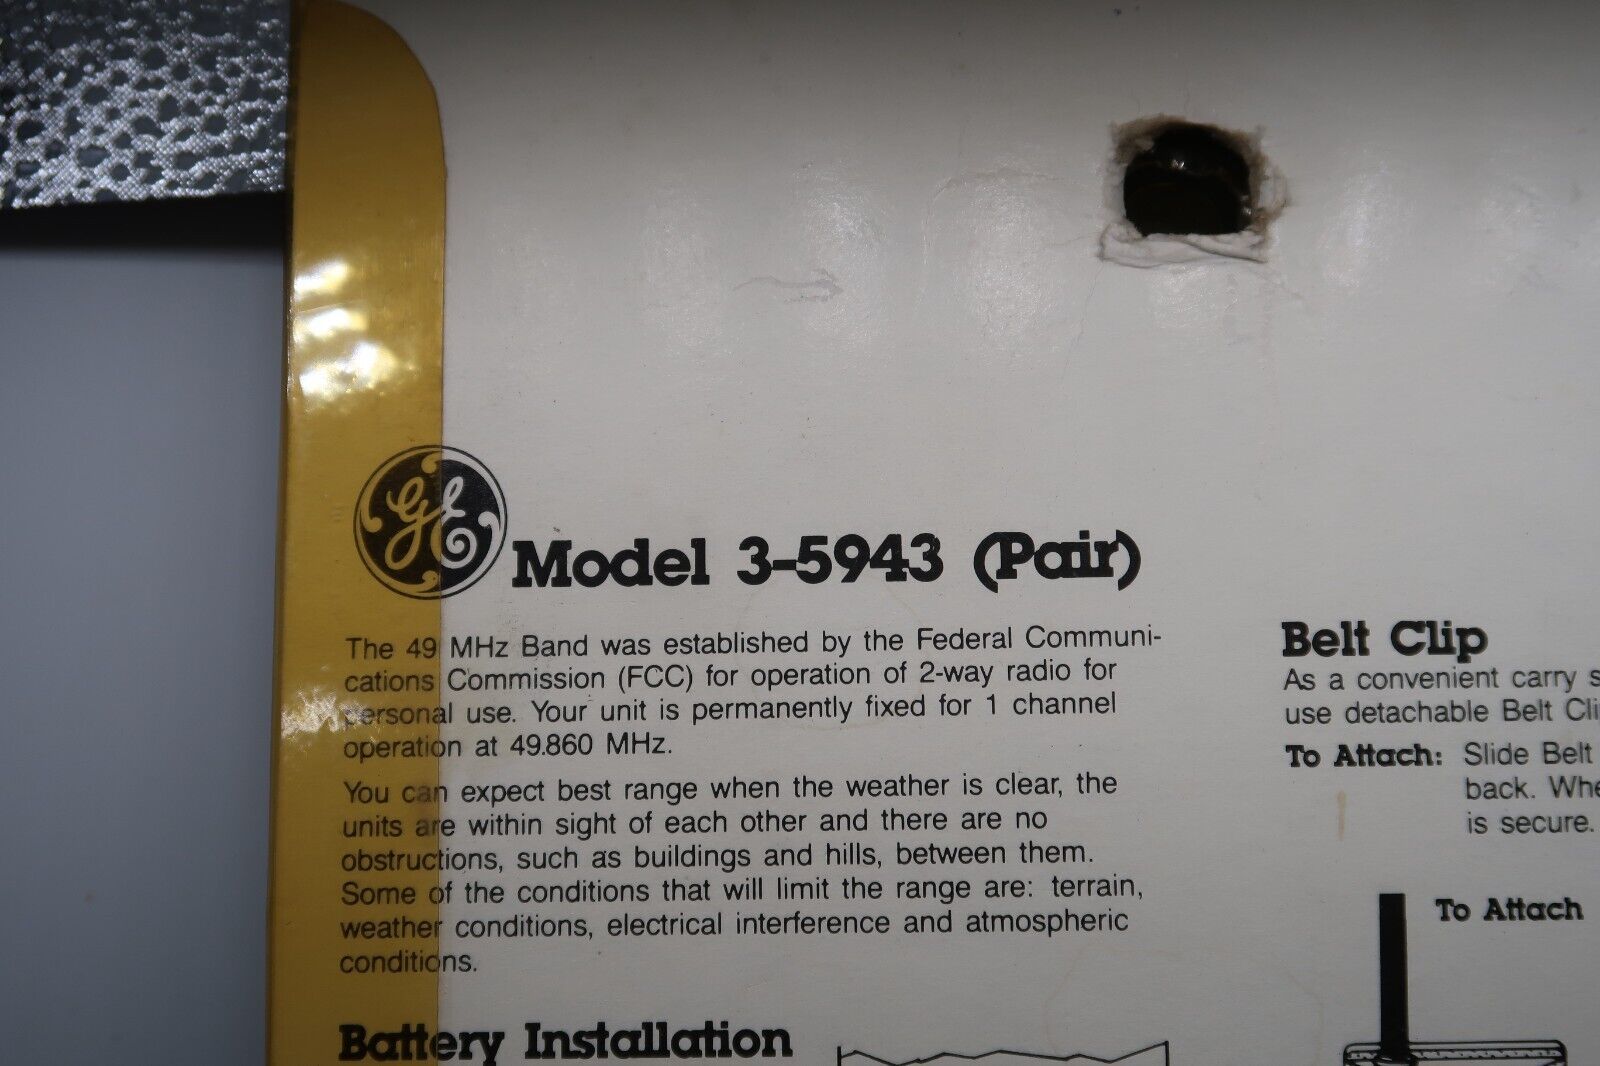 GE
Model 3-5943 (Pair)
The 49 MHz Band was established by the Federal Communi-
cations Commission (FCC) for operation of 2-way radio for
personal use. Your unit is permanently fixed for 1 channel
operation at 49.860 MHz.
You can expect best range when the weather is clear, the
units are within sight of each other and there are no
obstructions, such as buildings and hills, between them.
Some of the conditions that will limit the range are: terrain,
weather conditions, electrical interference and atmospheric
conditions.
Battery Installation
Belt Clip
As a convenient carry
use detachable Belt
To Attach: Slide Belt
back.
is secure.
To Attach